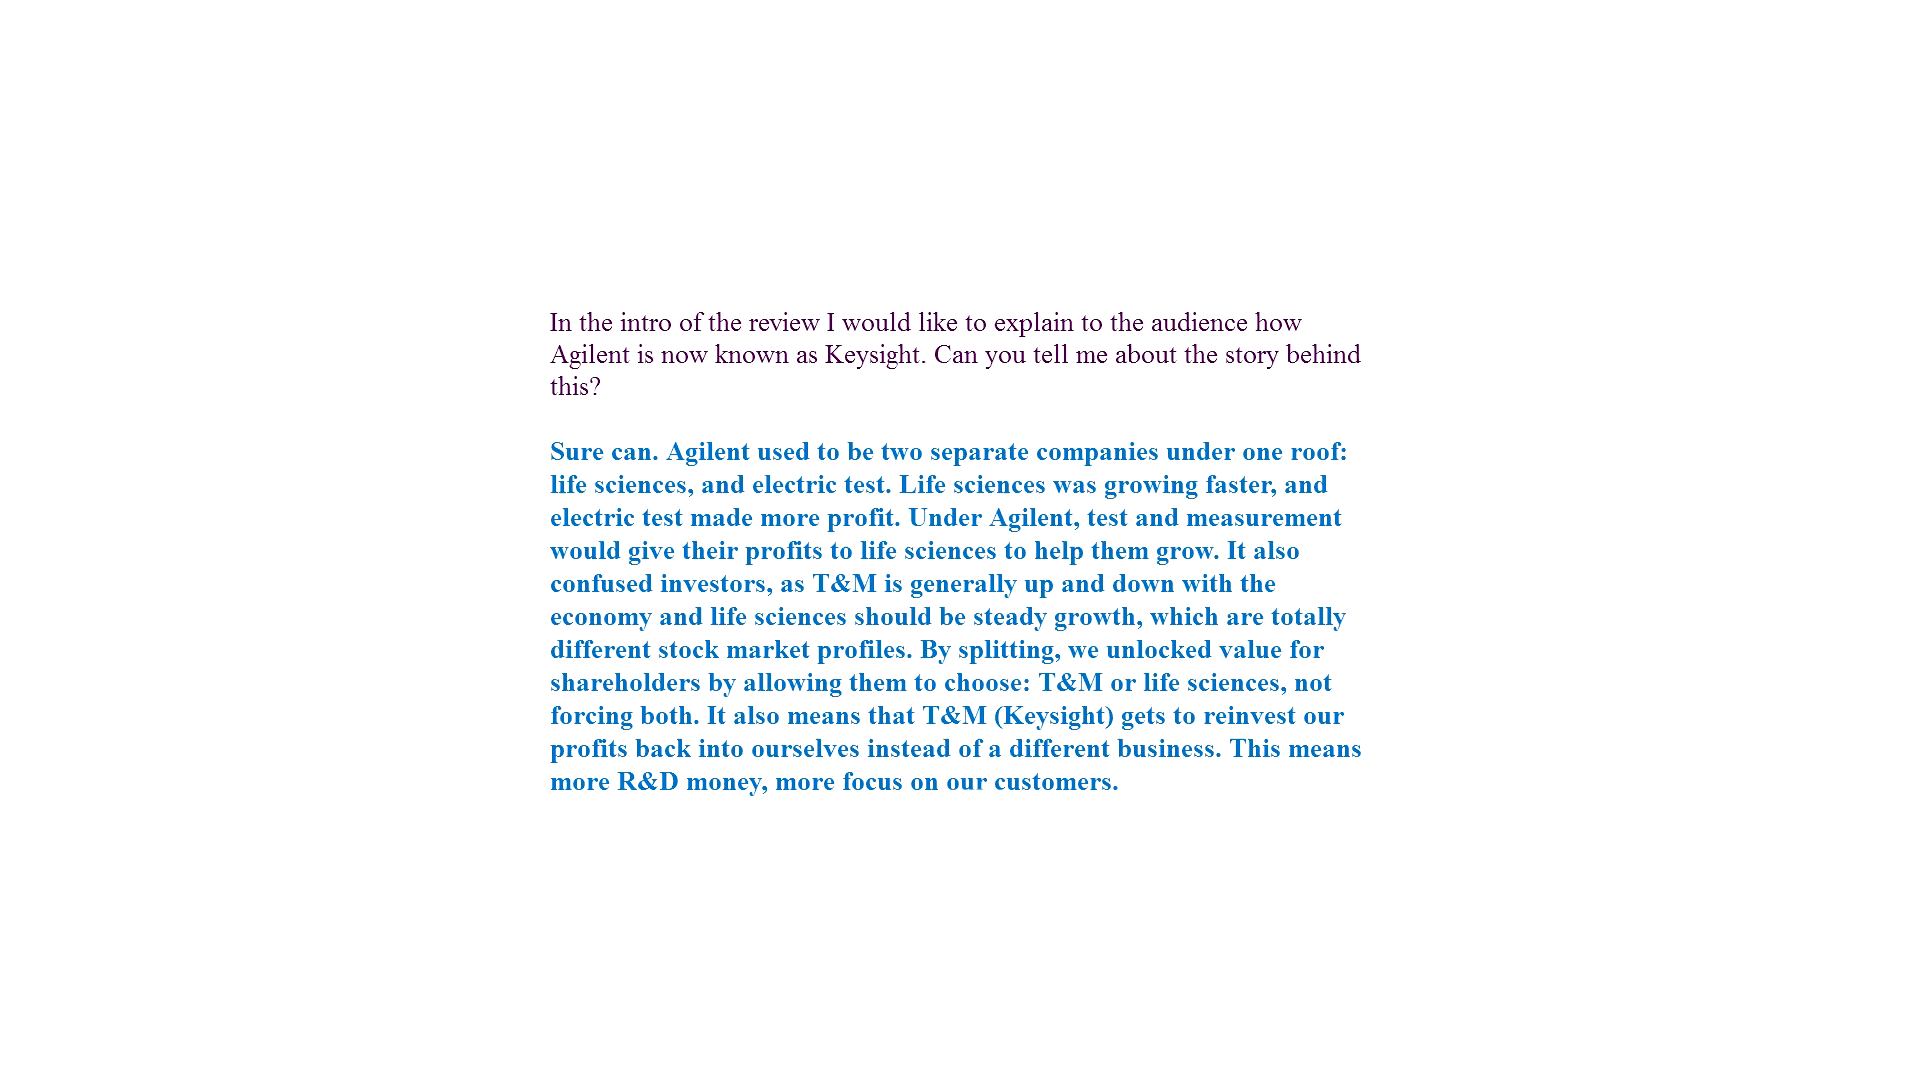 In the intro of the review I would like to explain to the audience how
Agilent is now known as Keysight. Can you tell me about the story behind
this?
Sure can. Agilent used to be two separate companies under one roof:
life sciences, and electric test. Life sciences was growing faster, and
electric test made more profit. Under Agilent, test and measurement
would give their profits to life sciences to help them grow. It also
confused investors, as T&M is generally up and down with the
economy and life sciences should be steady growth, which are totally
different stock market profiles. By splitting, we unlocked value for
shareholders by allowing them to choose: T&M or life sciences, not
forcing both. It also means that T&M (Keysight) gets to reinvest our
profits back into ourselves instead of a different business. This means
more R&D money, more focus on our customers.